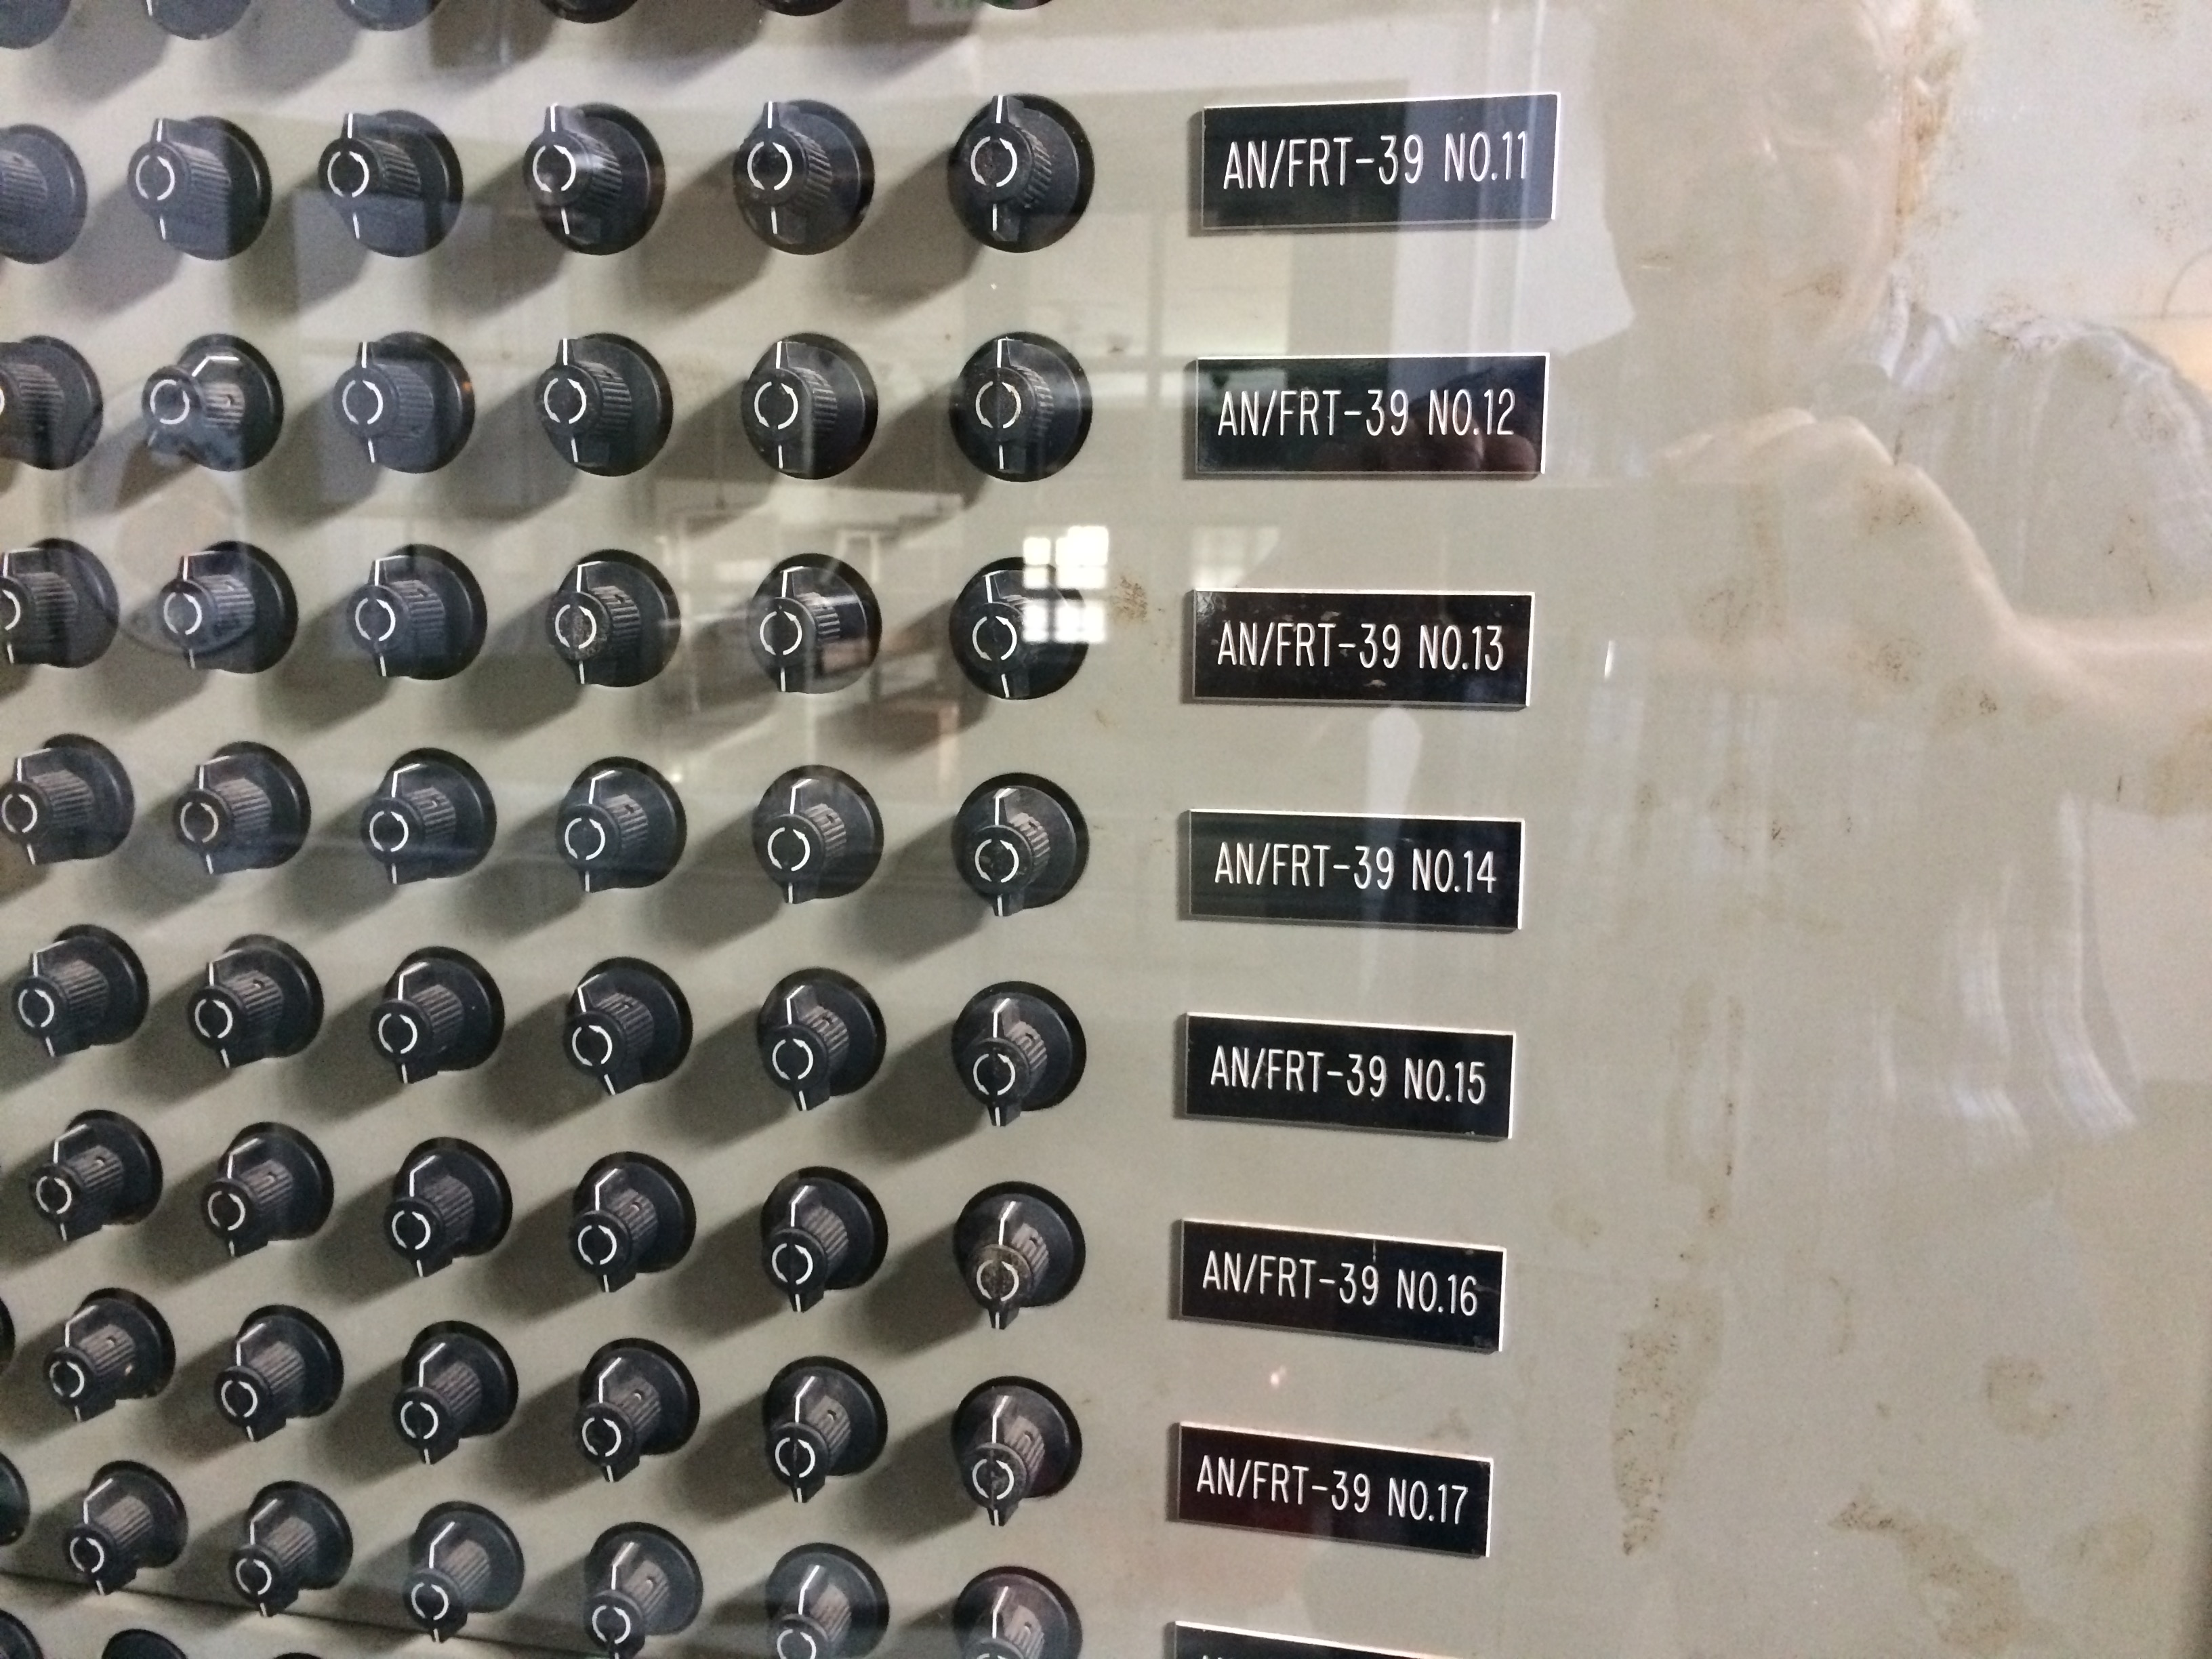 AN/FRT-39 NO.11
AN/FRT-39 NO.12
AN/FRT-39 NO.13
AN/FRT-39 NO.14
AN/FRT-39 NO.15
AN/FRT-39 NO.16
AN/FRT-39 NO.17